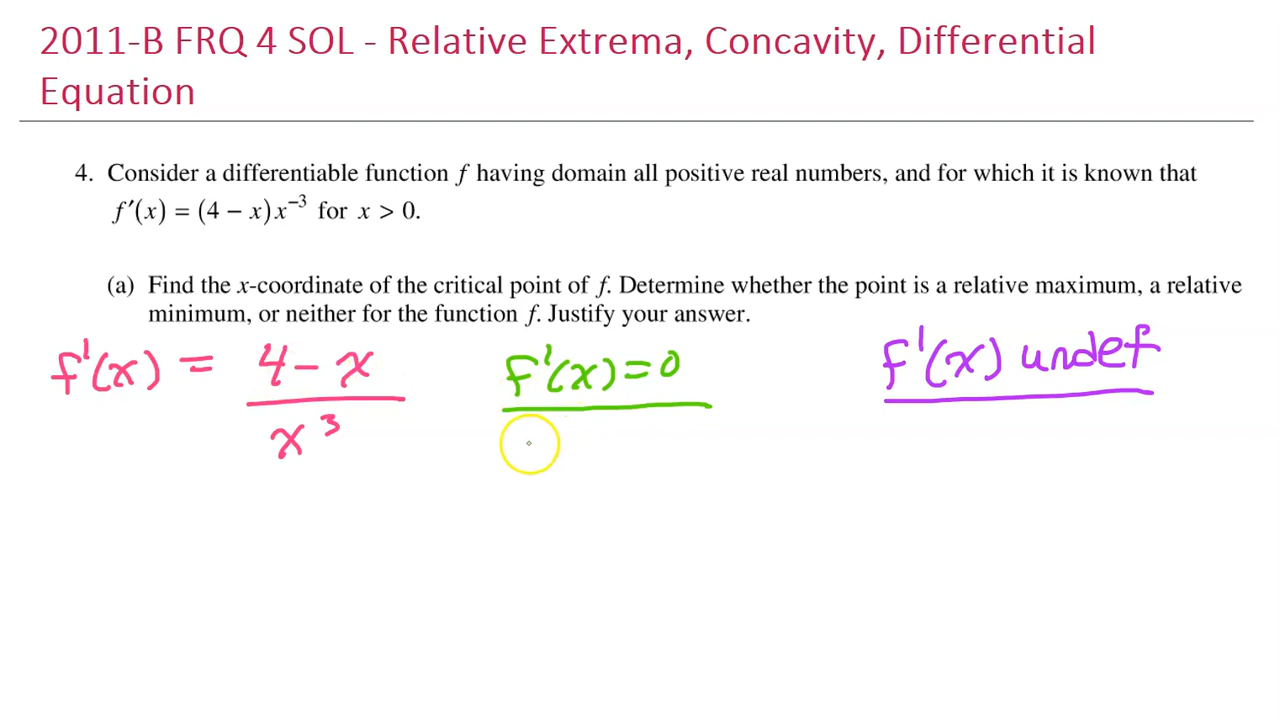 2011-B FRQ 4 SOL - Relative Extrema, Concavity, Differential
Equation
4. Consider a differentiable function f having domain all positive real numbers, and for which it is known that
f′(x) = (4 − x)x⁻³ for x > 0.
(a) Find the x-coordinate of the critical point of f. Determine whether the point is a relative maximum, a relative
minimum, or neither for the function f. Justify your answer.
f'(x) = 4 - x
x³
f'(x) = 0
f'(x) undef